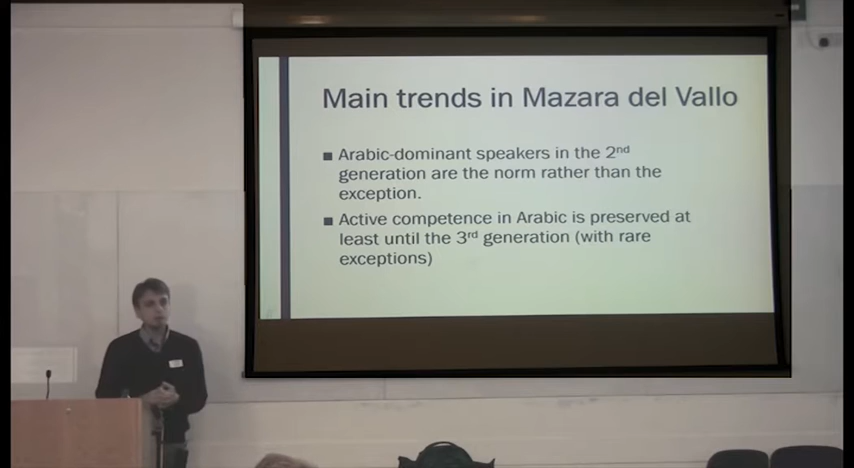 Main trends in Mazara del Vallo
■ Arabic-dominant speakers in the 2nd
generation are the norm rather than the
exception.
■ Active competence in Arabic is preserved at
least until the 3rd generation (with rare
exceptions)